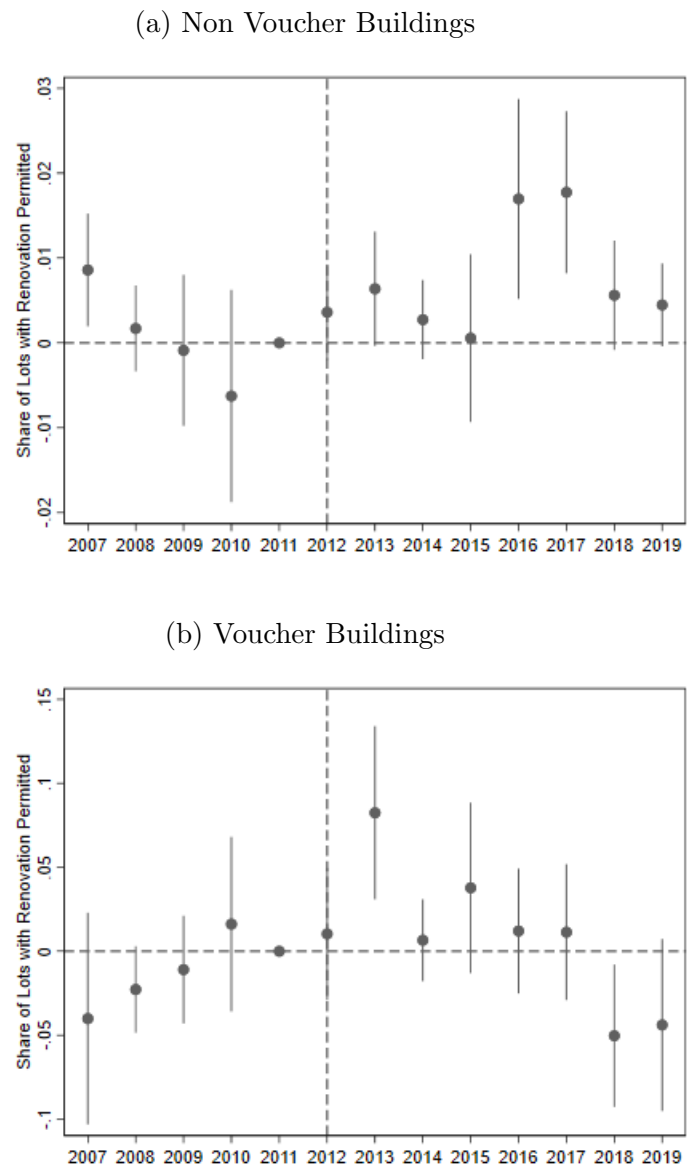 (a) Non Voucher Buildings
Share of Lots with Renovation Permitted
.03
.02
.01
0
-.01
-.02
2007 2008 2009 2010 2011 2012 2013 2014 2015 2016 2017 2018 2019
(b) Voucher Buildings
Share of Lots with Renovation Permitted
.15
.1
.05
0
-.05
-.1
2007 2008 2009 2010 2011 2012 2013 2014 2015 2016 2017 2018 2019